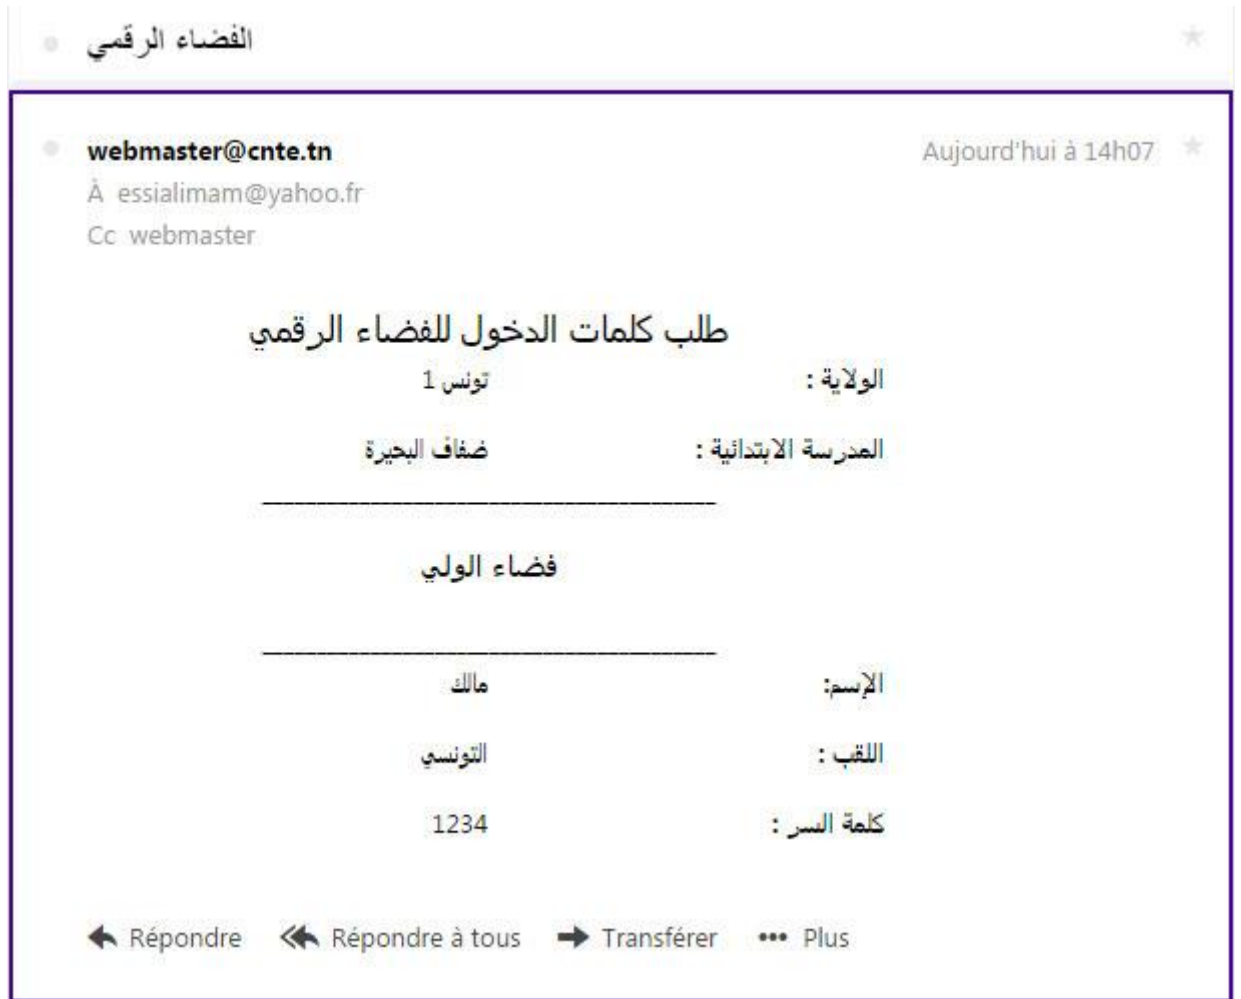 الفضاء الرقمي
webmaster@cnte.tn Aujourd'hui à 14h07
À essialimam@yahoo.fr
Cc webmaster
طلب كلمات الدخول للفضاء الرقمي
الولاية : تونس 1
المدرسة الابتدائية : ضفاف البحيرة
فضاء الولي
الإسم: مالك
اللقب : التونسي
كلمة السر : 1234
Répondre Répondre à tous Transférer Plus